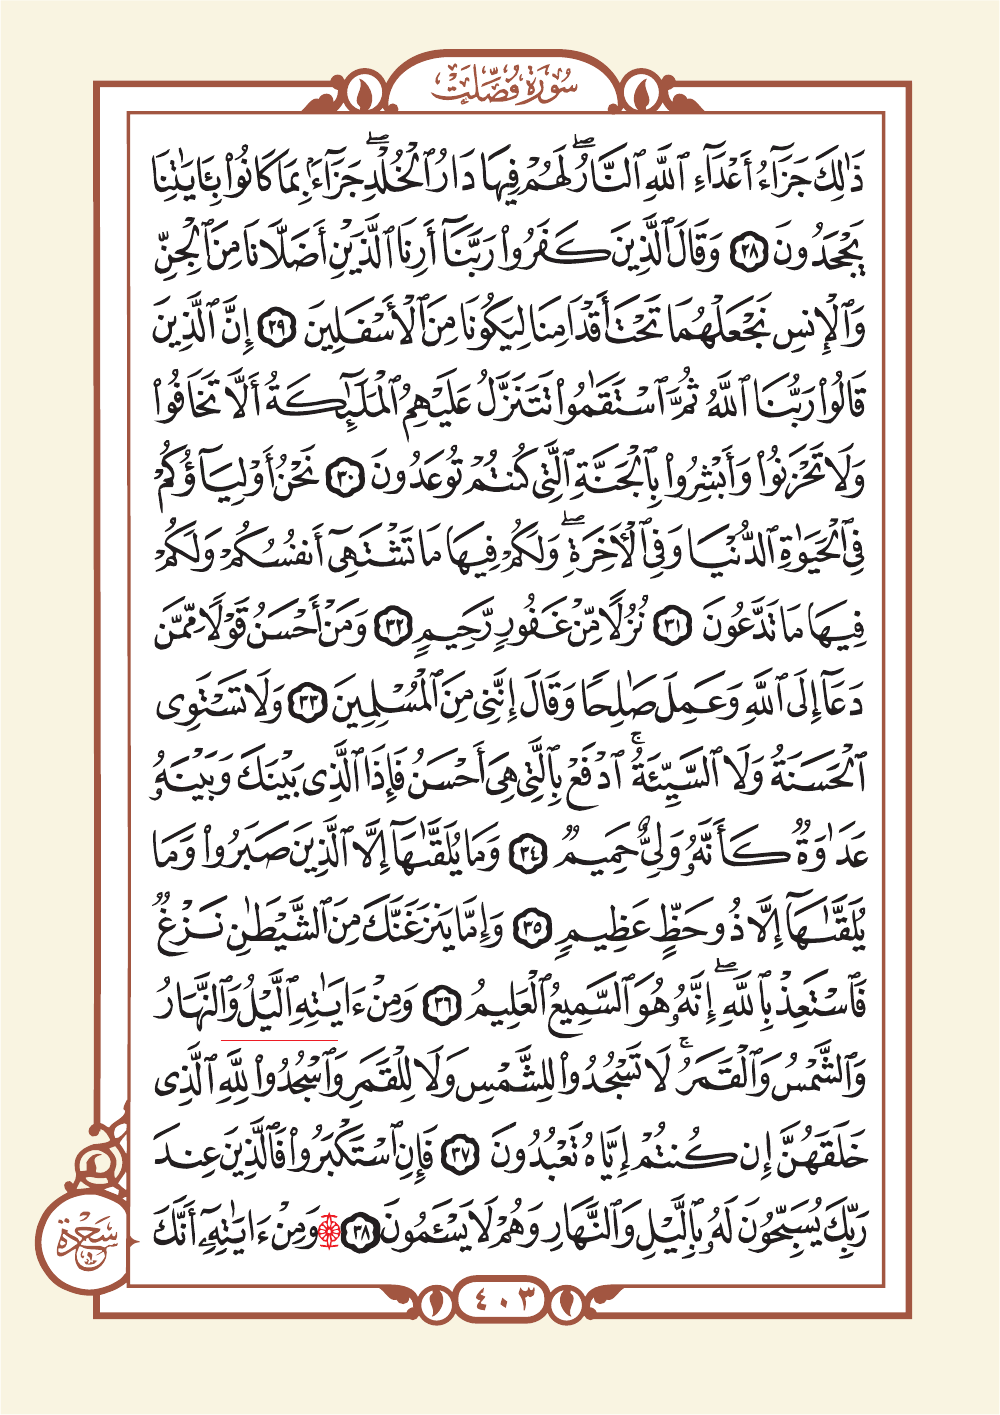 سُورَةُ فُصِّلَتْ
ذَٰلِكَ جَزَآءُ أَعْدَآءِ ٱللَّهِ ٱلنَّارُ ۖ لَهُمْ فِيهَا دَارُ ٱلْخُلْدِ ۖ جَزَآءًۢ بِمَا كَانُوا۟ بِـَٔايَـٰتِنَا
يَجْحَدُونَ ٢٨ وَقَالَ ٱلَّذِينَ كَفَرُوا۟ رَبَّنَآ أَرِنَا ٱلَّذَيْنِ أَضَلَّانَا مِنَ ٱلْجِنِّ
وَٱلْإِنسِ نَجْعَلْهُمَا تَحْتَ أَقْدَامِنَا لِيَكُونَا مِنَ ٱلْأَسْفَلِينَ ٢٩ إِنَّ ٱلَّذِينَ
قَالُوا۟ رَبُّنَا ٱللَّهُ ثُمَّ ٱسْتَقَـٰمُوا۟ تَتَنَزَّلُ عَلَيْهِمُ ٱلْمَلَـٰٓئِكَةُ أَلَّا تَخَافُوا۟
وَلَا تَحْزَنُوا۟ وَأَبْشِرُوا۟ بِٱلْجَنَّةِ ٱلَّتِى كُنتُمْ تُوعَدُونَ ٣٠ نَحْنُ أَوْلِيَآؤُكُمْ
فِى ٱلْحَيَوٰةِ ٱلدُّنْيَا وَفِى ٱلْـَٔاخِرَةِ ۖ وَلَكُمْ فِيهَا مَا تَشْتَهِىٓ أَنفُسُكُمْ وَلَكُمْ
فِيهَا مَا تَدَّعُونَ ٣١ نُزُلًا مِّنْ غَفُورٍ رَّحِيمٍ ٣٢ وَمَنْ أَحْسَنُ قَوْلًا مِّمَّن
دَعَآ إِلَى ٱللَّهِ وَعَمِلَ صَـٰلِحًا وَقَالَ إِنَّنِى مِنَ ٱلْمُسْلِمِينَ ٣٣ وَلَا تَسْتَوِى
ٱلْحَسَنَةُ وَلَا ٱلسَّيِّئَةُ ۚ ٱدْفَعْ بِٱلَّتِى هِىَ أَحْسَنُ فَإِذَا ٱلَّذِى بَيْنَكَ وَبَيْنَهُۥ
عَدَٰوَةٌ كَأَنَّهُۥ وَلِىٌّ حَمِيمٌ ٣٤ وَمَا يُلَقَّىٰهَآ إِلَّا ٱلَّذِينَ صَبَرُوا۟ وَمَا
يُلَقَّىٰهَآ إِلَّا ذُو حَظٍّ عَظِيمٍ ٣٥ وَإِمَّا يَنزَغَنَّكَ مِنَ ٱلشَّيْطَـٰنِ نَزْغٌ
فَٱسْتَعِذْ بِٱللَّهِ ۖ إِنَّهُۥ هُوَ ٱلسَّمِيعُ ٱلْعَلِيمُ ٣٦ وَمِنْ ءَايَـٰتِهِ ٱلَّيْلُ وَٱلنَّهَارُ
وَٱلشَّمْسُ وَٱلْقَمَرُ ۚ لَا تَسْجُدُوا۟ لِلشَّمْسِ وَلَا لِلْقَمَرِ وَٱسْجُدُوا۟ لِلَّهِ ٱلَّذِى
خَلَقَهُنَّ إِن كُنتُمْ إِيَّاهُ تَعْبُدُونَ ٣٧ فَإِنِ ٱسْتَكْبَرُوا۟ فَٱلَّذِينَ عِندَ
رَبِّكَ يُسَبِّحُونَ لَهُۥ بِٱلَّيْلِ وَٱلنَّهَارِ وَهُمْ لَا يَسْـَٔمُونَ ٣٨ وَمِنْ ءَايَـٰتِهِۦٓ أَنَّكَ
سَجْدَة
٤٠٣